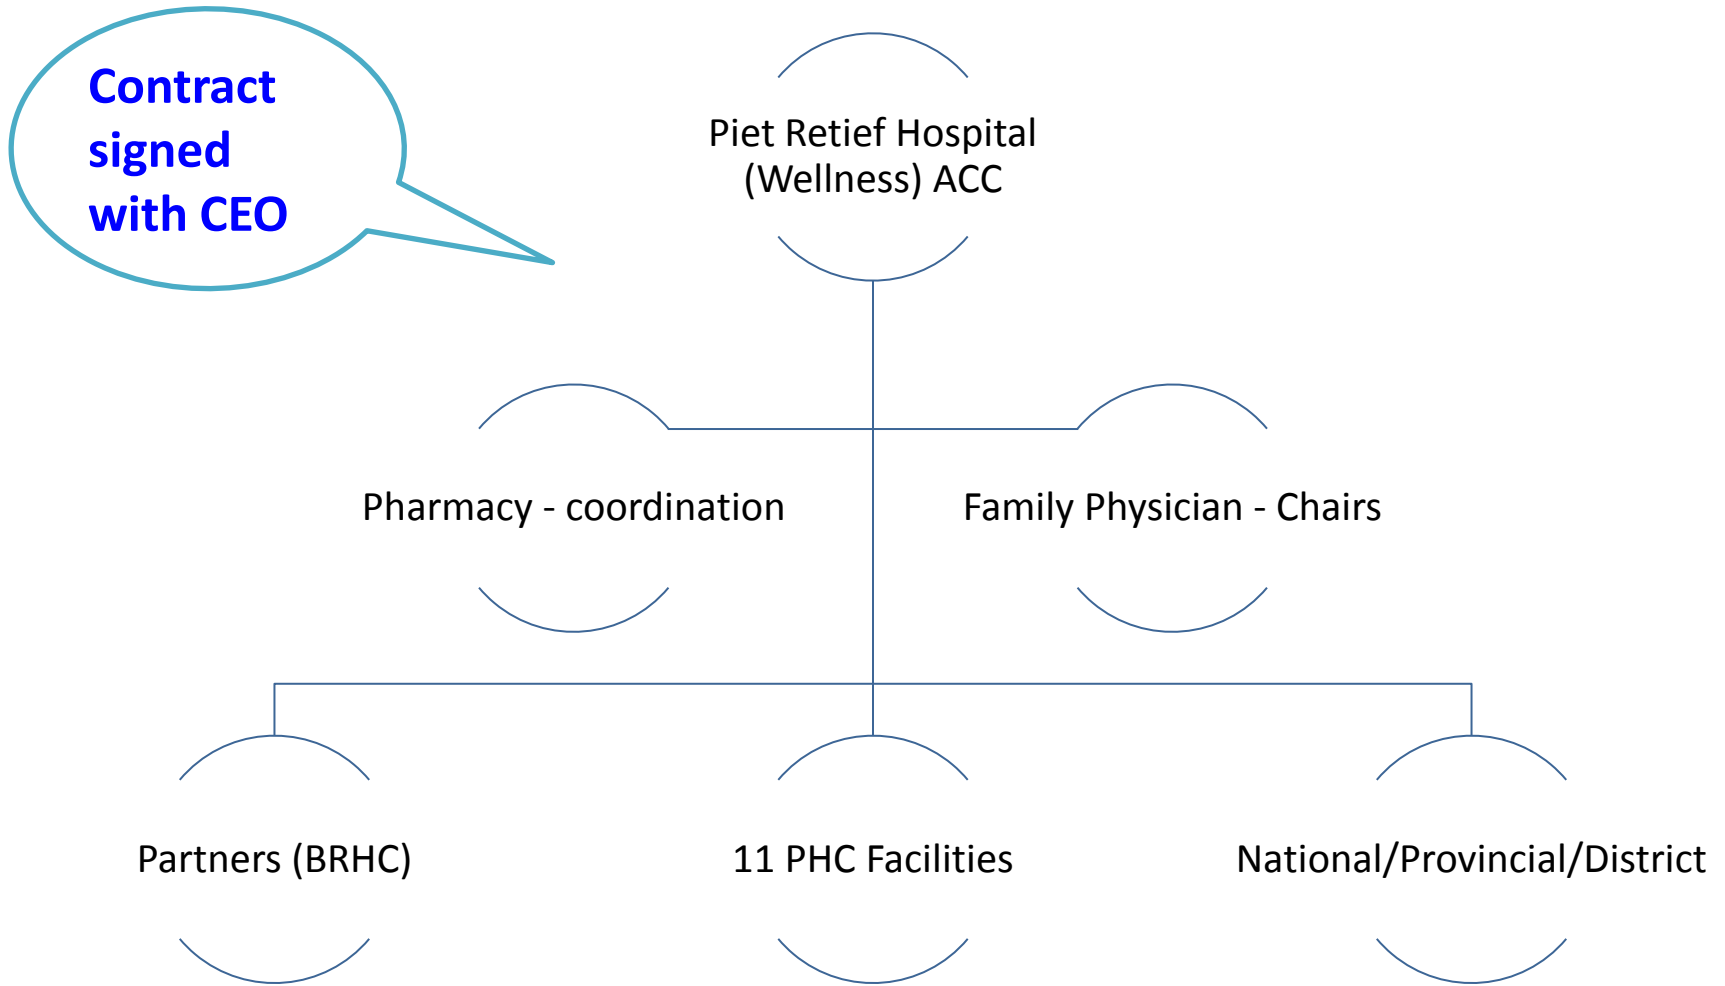 Contract
signed
with CEO
Piet Retief Hospital
(Wellness) ACC
Pharmacy - coordination
Family Physician - Chairs
Partners (BRHC)
11 PHC Facilities
National/Provincial/District